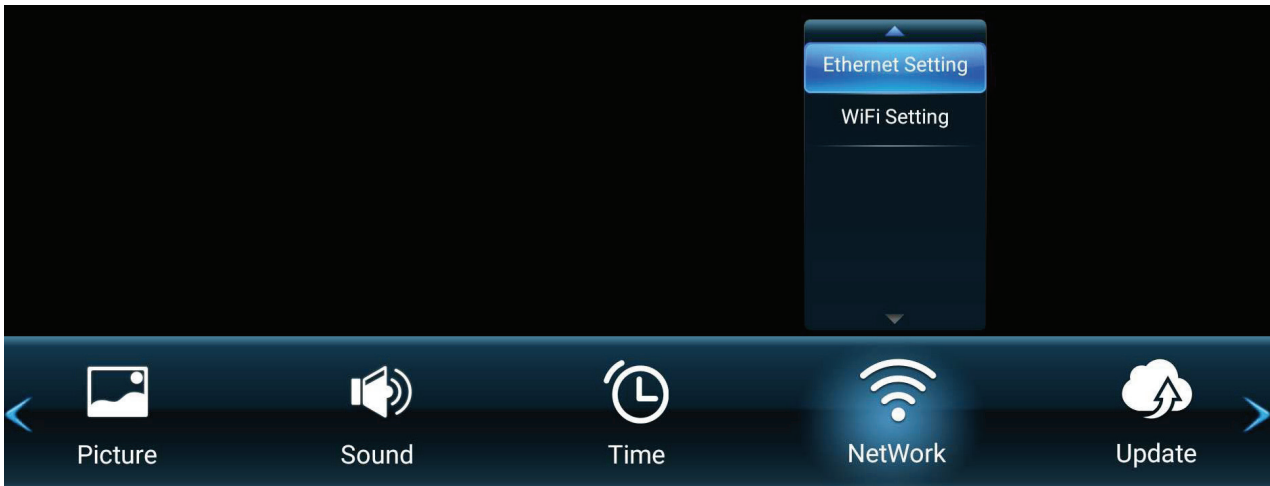 Ethernet Setting
WiFi Setting
Picture
Sound
Time
NetWork
Update